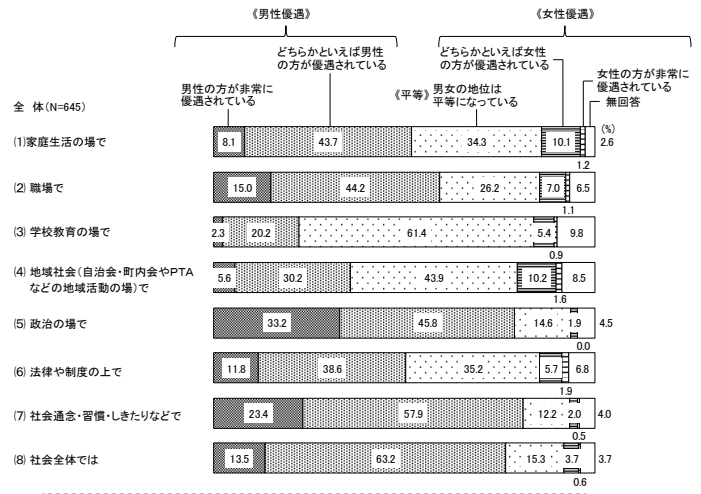 《男性優遇》
《女性優遇》
どちらかといえば男性
の方が優遇されている
どちらかといえば女性
の方が優遇されている
男性の方が非常に
優遇されている
《平等》
男女の地位は
平等になっている
女性の方が非常に
優遇されている
無回答
全 体(N=645)
(%)
(1)家庭生活の場で
8.1 43.7 34.3 10.1 2.6
1.2
(2) 職場で
15.0 44.2 26.2 7.0 6.5
1.1
(3) 学校教育の場で
2.3 20.2 61.4 5.4 9.8
0.9
(4) 地域社会(自治会・町内会やPTA
などの地域活動の場)で
5.6 30.2 43.9 10.2 8.5
1.6
(5) 政治の場で
33.2 45.8 14.6 1.9 4.5
0.0
(6) 法律や制度の上で
11.8 38.6 35.2 5.7 6.8
1.9
(7) 社会通念・習慣・しきたりなどで
23.4 57.9 12.2 2.0 4.0
0.5
(8) 社会全体では
13.5 63.2 15.3 3.7 3.7
0.6